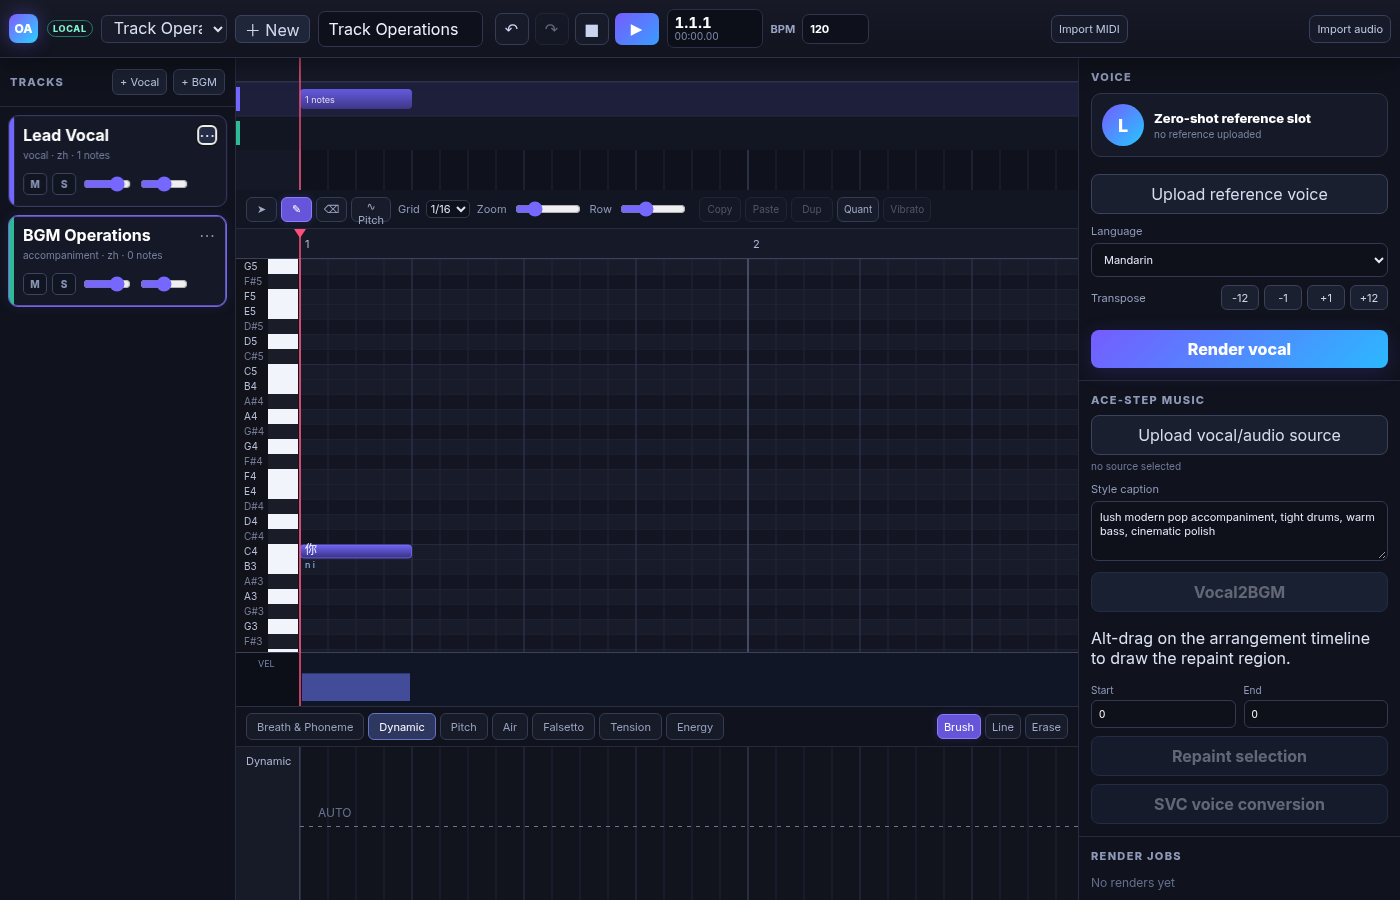 OA
LOCAL
Track Opera
+ New
Track Operations
1.1.1
00:00.00
BPM
120
Import MIDI
Import audio
TRACKS
+ Vocal
+ BGM
Lead Vocal
vocal · zh · 1 notes
M
S
BGM Operations
accompaniment · zh · 0 notes
M
S
1 notes
Pitch
Grid
1/16
Zoom
Row
Copy
Paste
Dup
Quant
Vibrato
1
2
G5
F#5
F5
E5
D#5
D5
C#5
C5
B4
A#4
A4
G#4
G4
F#4
F4
E4
D#4
D4
C#4
C4
你
B3
n i
A#3
A3
G#3
G3
F#3
VEL
Breath & Phoneme
Dynamic
Pitch
Air
Falsetto
Tension
Energy
Brush
Line
Erase
Dynamic
AUTO
VOICE
L
Zero-shot reference slot
no reference uploaded
Upload reference voice
Language
Mandarin
Transpose
-12
-1
+1
+12
Render vocal
ACE-STEP MUSIC
Upload vocal/audio source
no source selected
Style caption
lush modern pop accompaniment, tight drums, warm
bass, cinematic polish
Vocal2BGM
Alt-drag on the arrangement timeline
to draw the repaint region.
Start
End
0
0
Repaint selection
SVC voice conversion
RENDER JOBS
No renders yet